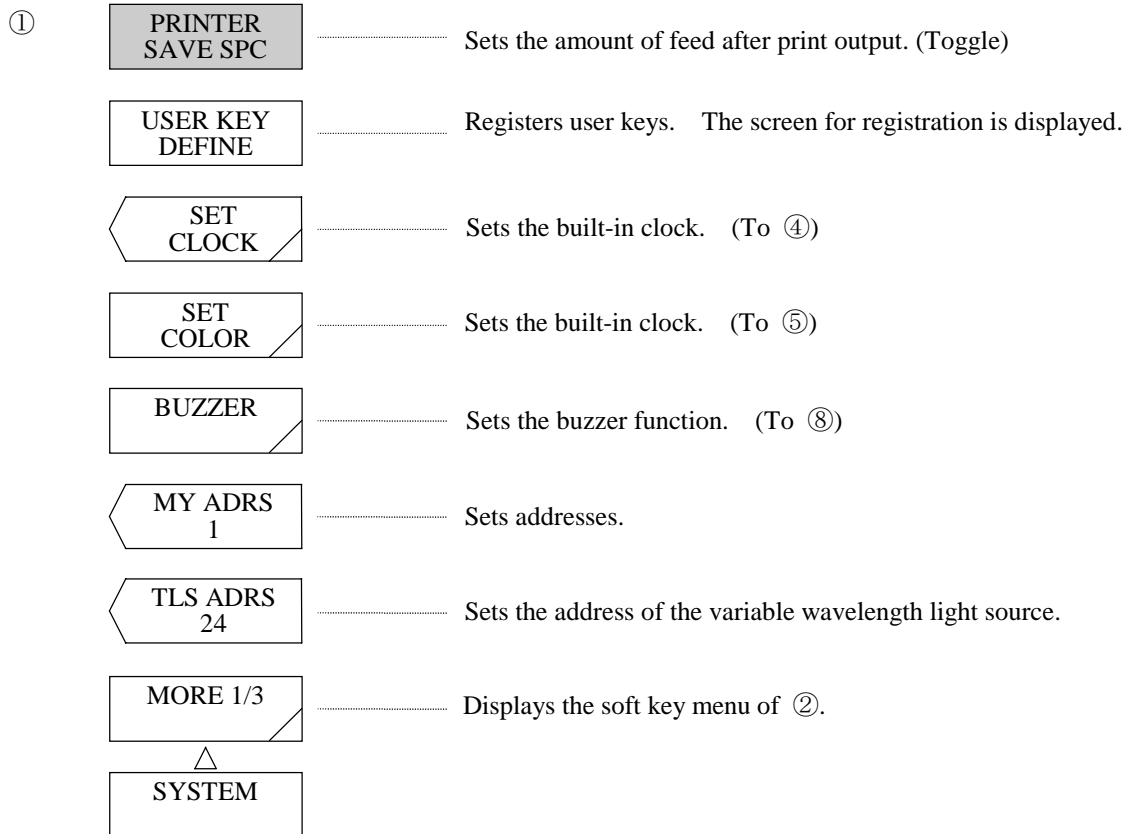 ①
PRINTER
SAVE SPC
Sets the amount of feed after print output. (Toggle)
USER KEY
DEFINE
Registers user keys. The screen for registration is displayed.
SET
CLOCK
Sets the built-in clock. (To ④)
SET
COLOR
Sets the built-in clock. (To ⑤)
BUZZER
Sets the buzzer function. (To ⑧)
MY ADRS
1
Sets addresses.
TLS ADRS
24
Sets the address of the variable wavelength light source.
MORE 1/3
Displays the soft key menu of ②.
SYSTEM